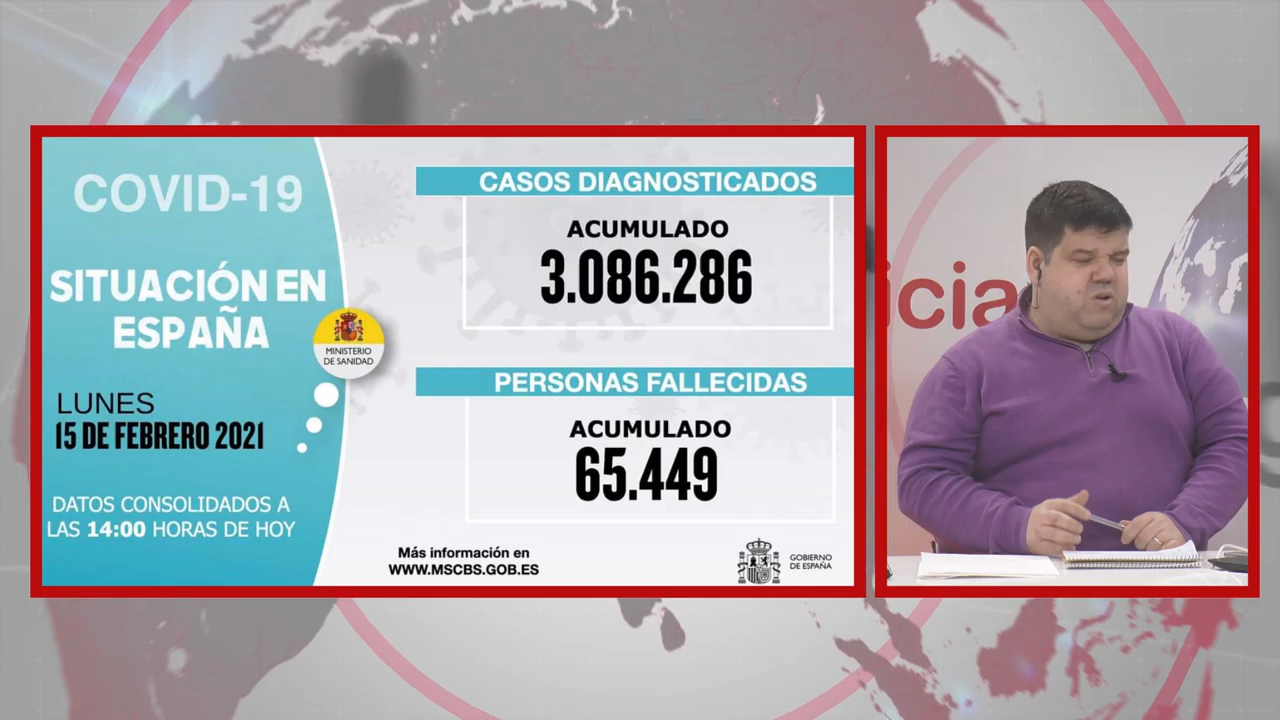 COVID-19
SITUACIÓN EN
ESPAÑA
MINISTERIO
DE SANIDAD
LUNES
15 DE FEBRERO 2021
DATOS CONSOLIDADOS A
LAS 14:00 HORAS DE HOY
CASOS DIAGNOSTICADOS
ACUMULADO
3.086.286
PERSONAS FALLECIDAS
ACUMULADO
65.449
Más información en
WWW.MSCBS.GOB.ES
GOBIERNO
DE ESPAÑA
icia